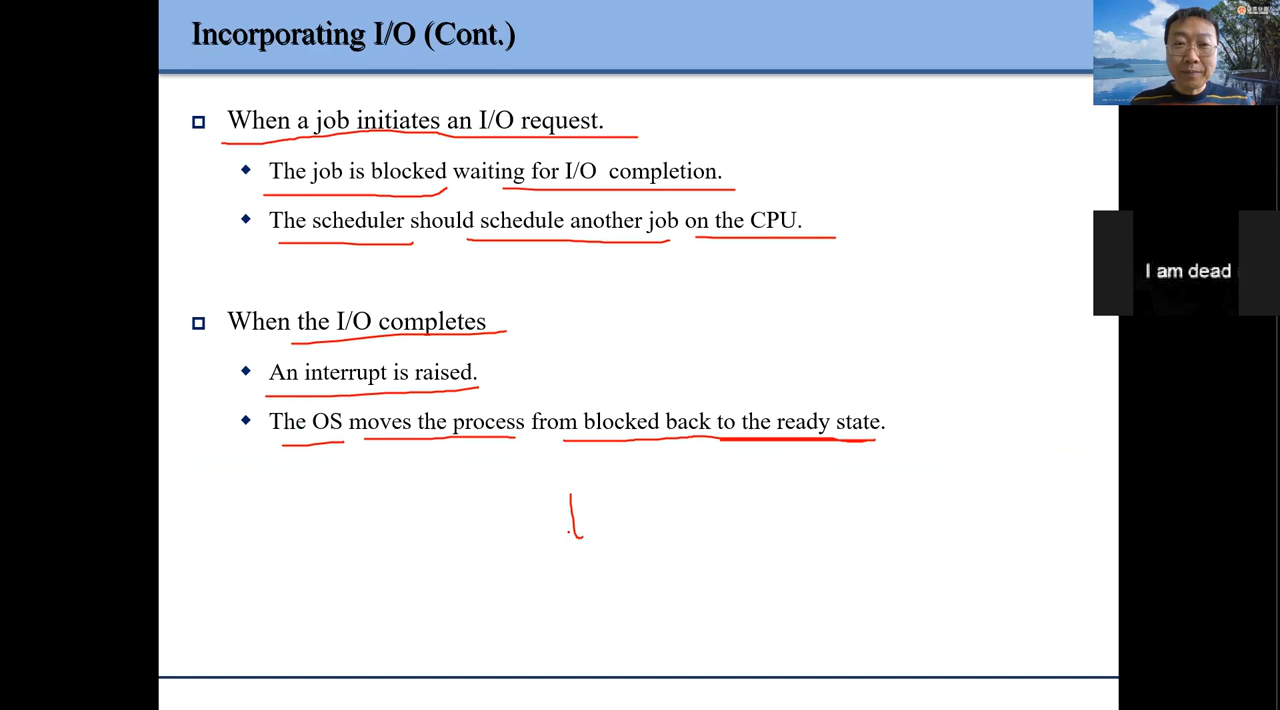 Incorporating I/O (Cont.)
When a job initiates an I/O request.
The job is blocked waiting for I/O completion.
The scheduler should schedule another job on the CPU.
I am dead
When the I/O completes
An interrupt is raised.
The OS moves the process from blocked back to the ready state.